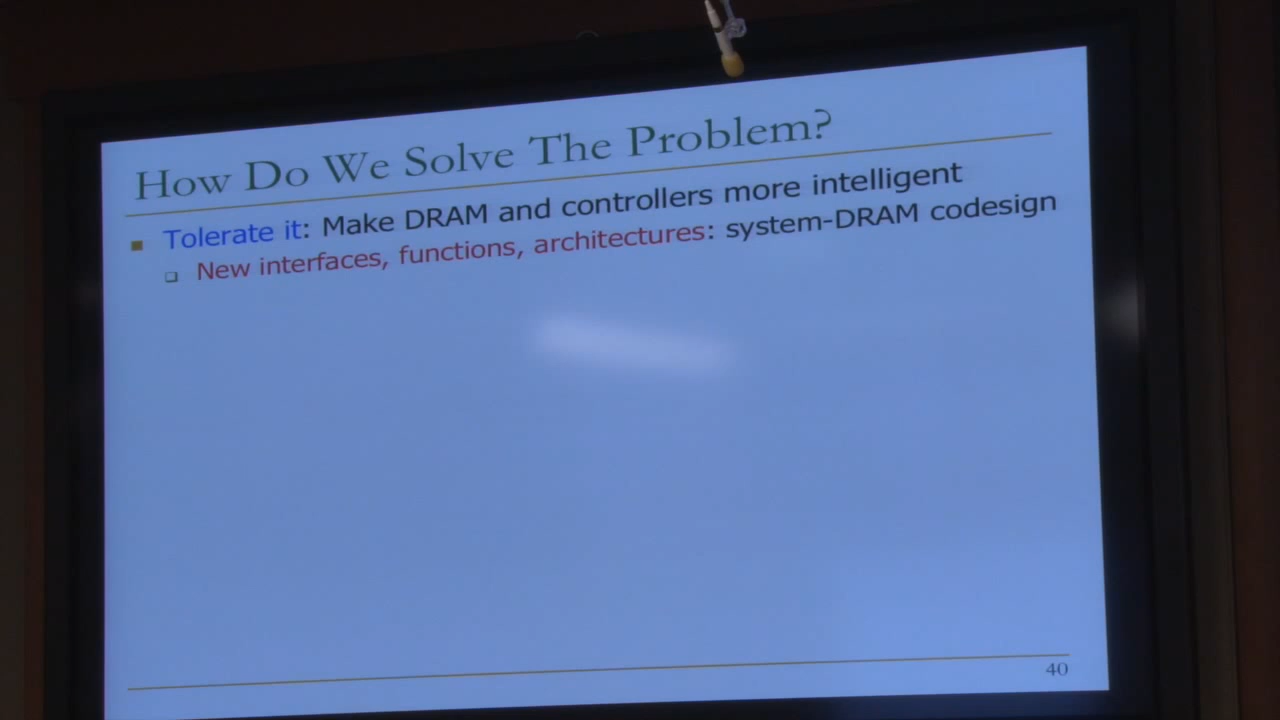 How Do We Solve The Problem?
Tolerate it: Make DRAM and controllers more intelligent
New interfaces, functions, architectures: system-DRAM codesign
40